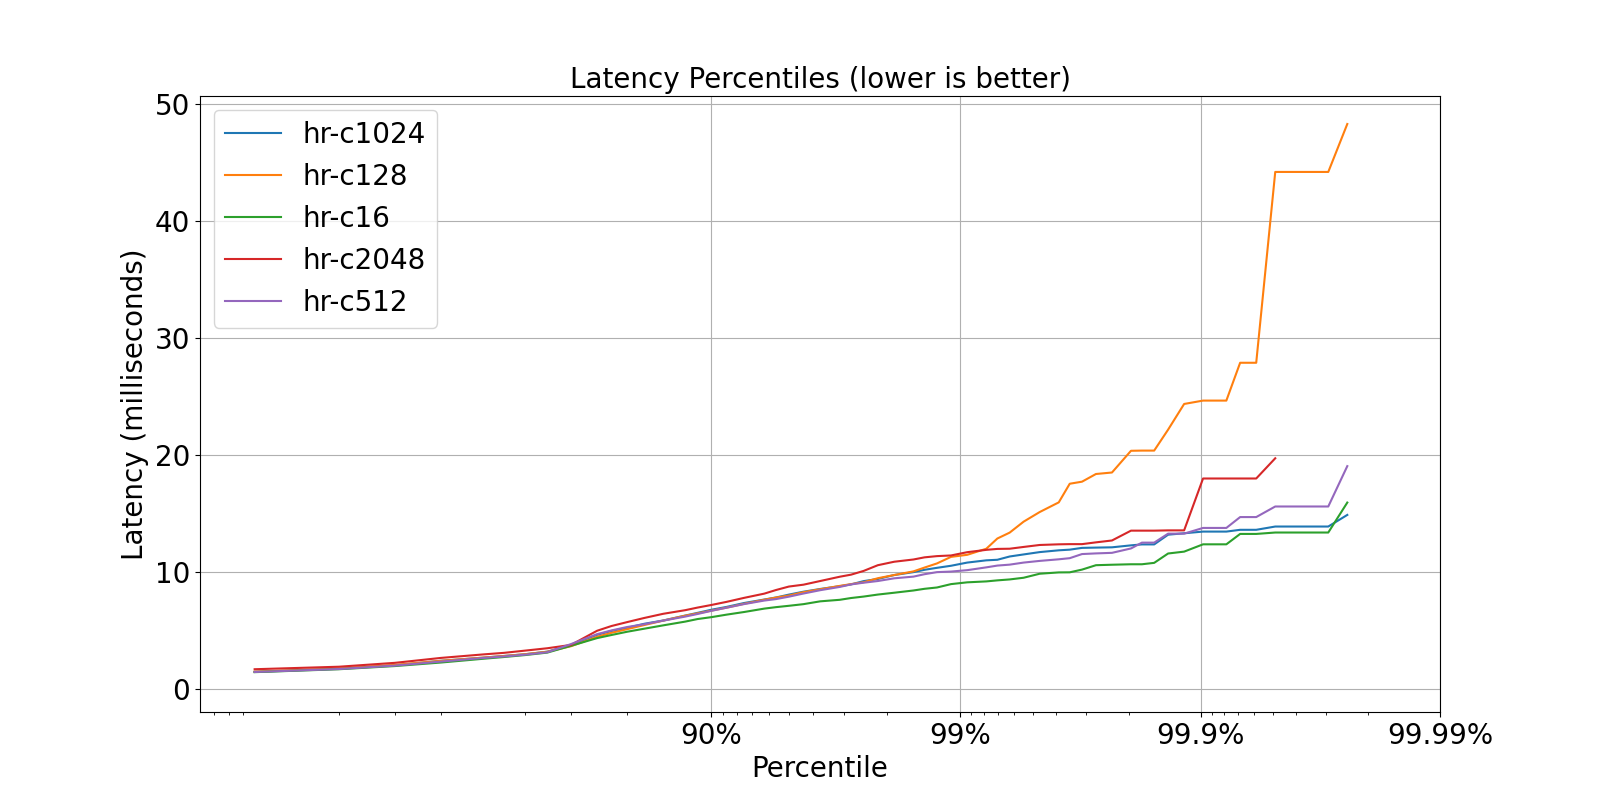 Latency Percentiles (lower is better)
50
40
30
20
10
0
Latency (milliseconds)
hr-c1024
hr-c128
hr-c16
hr-c2048
hr-c512
90%
99%
99.9%
99.99%
Percentile